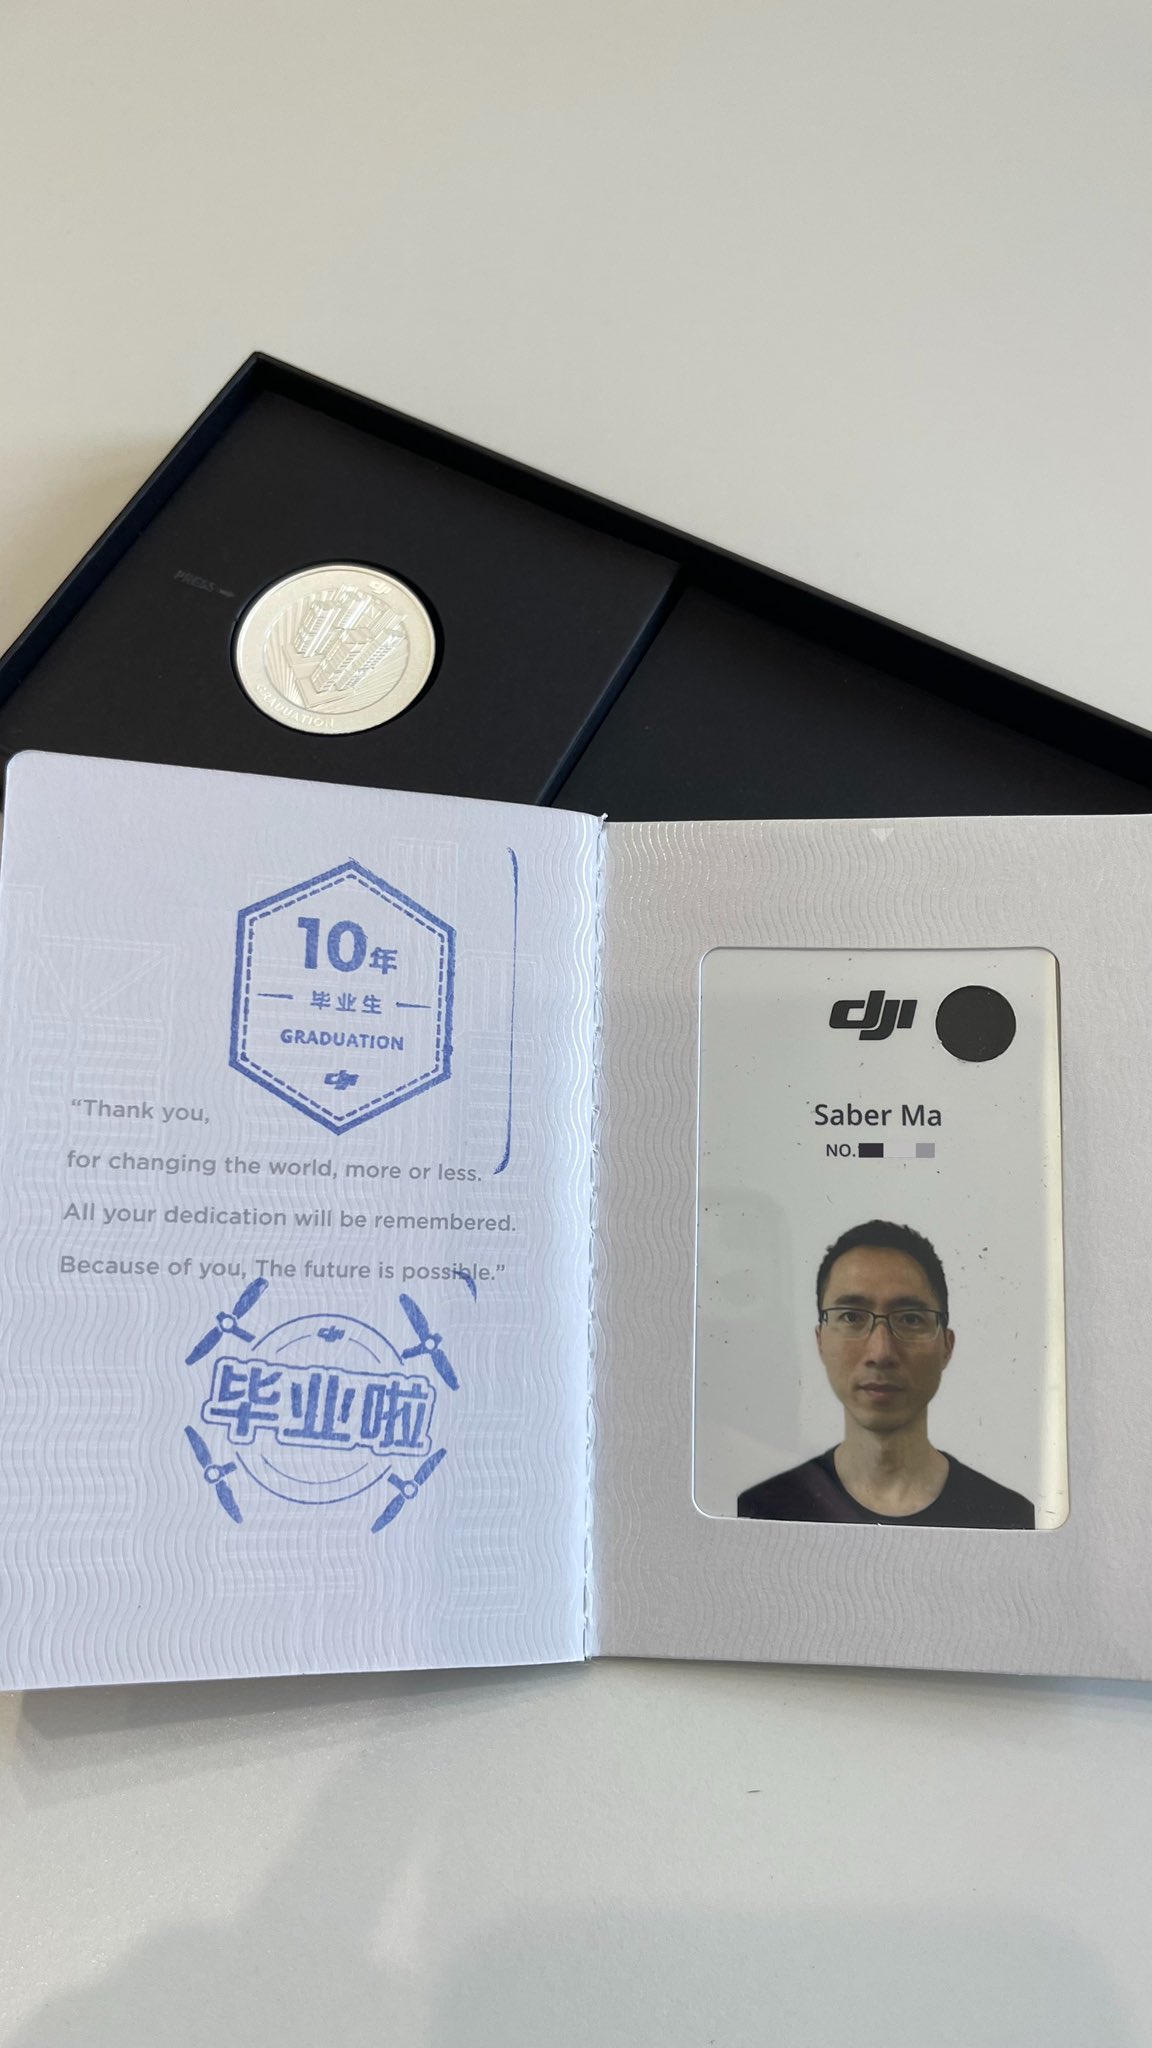 PRESS
dji
GRADUATION
10年
毕业生
GRADUATION
dji
“Thank you,
for changing the world, more or less.
All your dedication will be remembered.
Because of you, The future is possible.”
dji
毕业啦
dji
Saber Ma
NO.